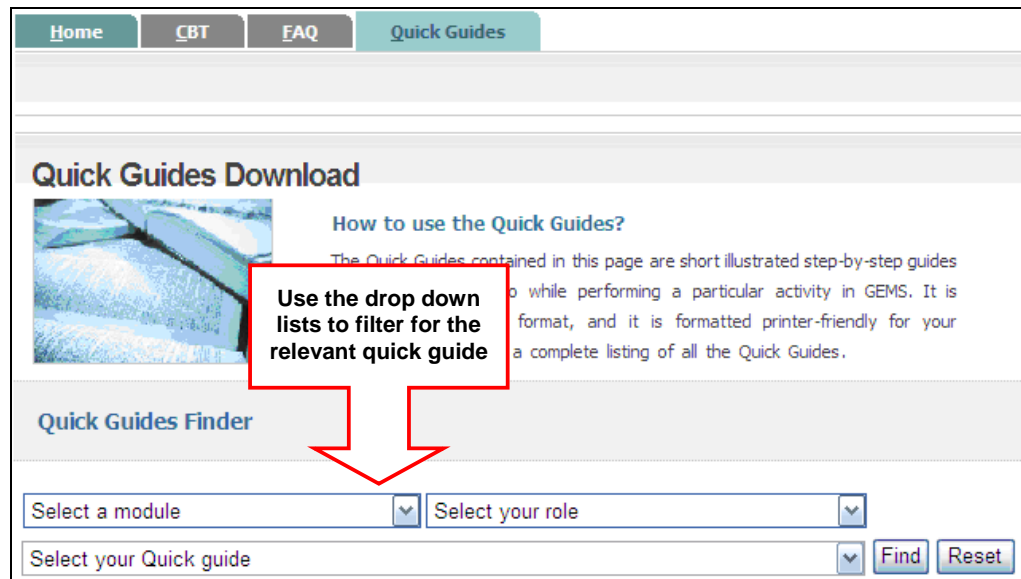 Home CBT FAQ Quick Guides
Quick Guides Download
How to use the Quick Guides?
The Quick Guides contained in this page are short illustrated step-by-step guides
while performing a particular activity in GEMS. It is
format, and it is formatted printer-friendly for your
a complete listing of all the Quick Guides.
Use the drop down
lists to filter for the
relevant quick guide
Quick Guides Finder
Select a module Select your role
Select your Quick guide Find Reset